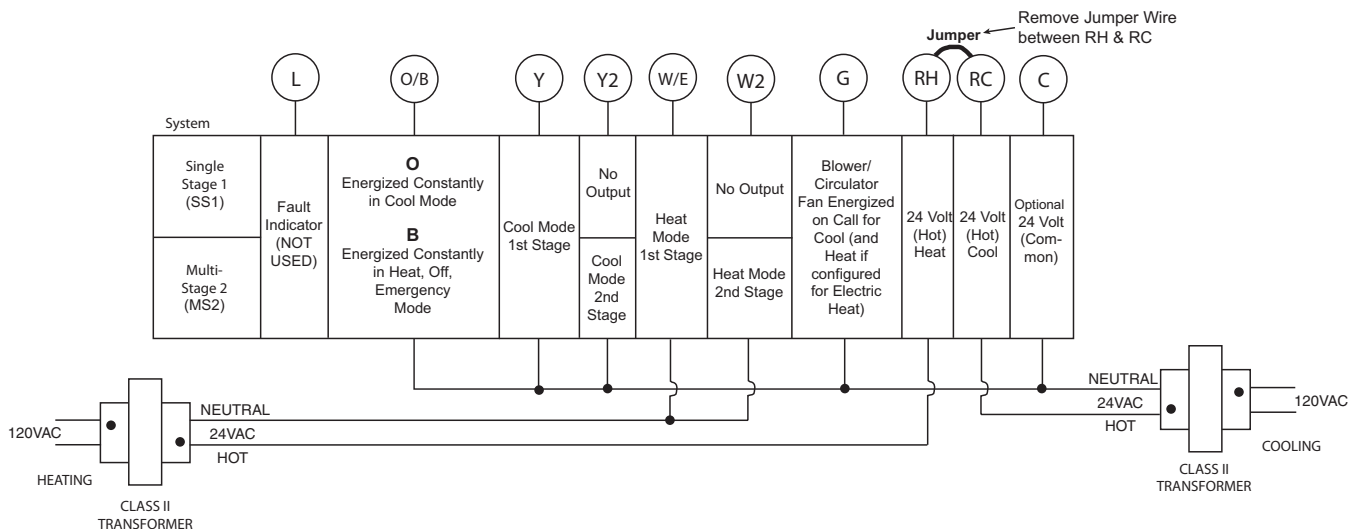 Remove Jumper Wire
between RH & RC
Jumper
L
O/B
Y
Y2
W/E
W2
G
RH
RC
C
System
Single
Stage 1
(SS1)
Multi-
Stage 2
(MS2)
Fault
Indicator
(NOT
USED)
O
Energized Constantly
in Cool Mode
B
Energized Constantly
in Heat, Off,
Emergency
Mode
Cool Mode
1st Stage
No
Output
Cool
Mode
2nd
Stage
Heat
Mode
1st Stage
No Output
Heat Mode
2nd Stage
Blower/
Circulator
Fan Energized
on Call for
Cool (and
Heat if
configured
for Electric
Heat)
24 Volt
(Hot)
Heat
24 Volt
(Hot)
Cool
Optional
24 Volt
(Com-
mon)
120VAC
NEUTRAL
24VAC
HOT
HEATING
CLASS II
TRANSFORMER
NEUTRAL
24VAC
HOT
120VAC
COOLING
CLASS II
TRANSFORMER